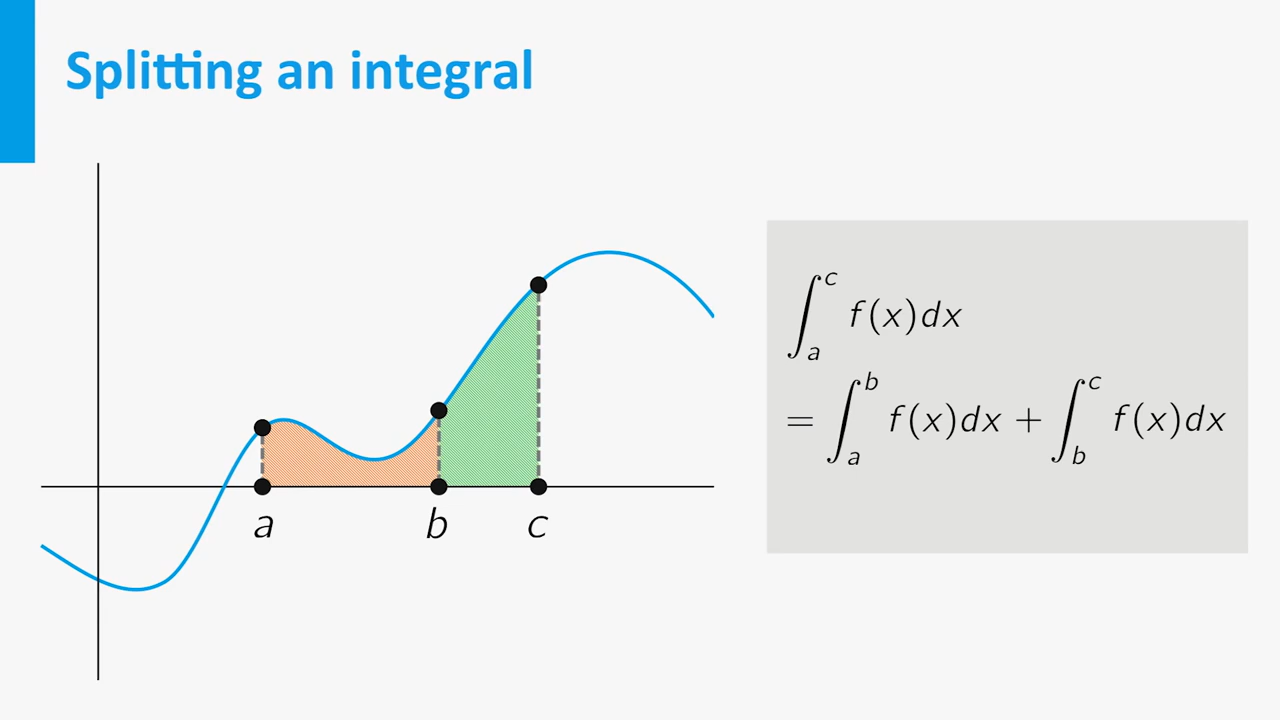 Splitting an integral
a b c
∫_a^c f(x)dx
= ∫_a^b f(x)dx + ∫_b^c f(x)dx